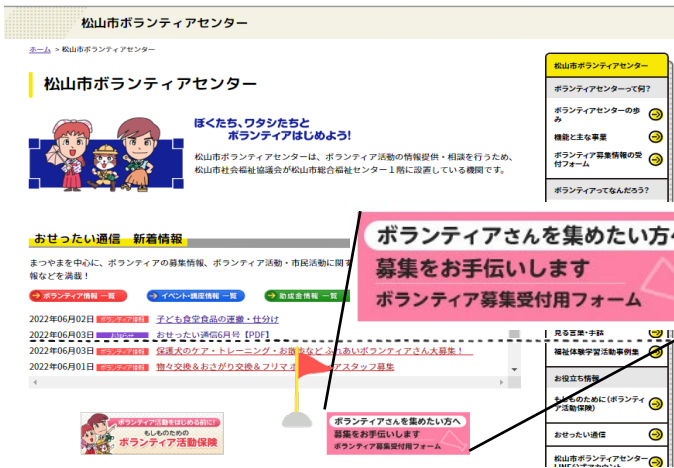 松山市ボランティアセンター
ホーム > 松山市ボランティアセンター
松山市ボランティアセンター
ぼくたち、ワタシたちと
ボランティアはじめよう!
松山市ボランティアセンターは、ボランティア活動の情報提供・相談を行うため、
松山市社会福祉協議会が松山市総合福祉センター1階に設置している機関です。
おせったい通信 新着情報
まつやまを中心に、ボランティアの募集情報、ボランティア活動・市民活動に関す
報などを満載!
ボランティア情報 一覧
イベント・講座情報 一覧
助成金情報 一覧
2022年06月02日 ボランティア情報 子ども食堂食品の運搬・仕分け
2022年06月03日 おせったい通信6月号【PDF】
2022年06月03日 ボランティア情報 保護犬のケア・トレーニング・お散歩など ふれあいボランティアさん大募集!
2022年06月01日 ボランティア情報 物々交換&おさがり交換&フリマ アスタッフ募集
ボランティア活動をはじめる前に!
もしものための
ボランティア活動保険
ボランティアさんを集めたい方へ
募集をお手伝いします
ボランティア募集受付用フォーム
ボランティアさんを集めたい方へ
募集をお手伝いします
ボランティア募集受付用フォーム
松山市ボランティアセンター
ボランティアセンターって何?
ボランティアセンターの歩
み
機能と主な事業
ボランティア募集情報の受
付フォーム
ボランティアってなんだろう?
見る言葉・手話
福祉体験学習活動事例集
お役立ち情報
もしものために(ボランティ
ア活動保険)
おせったい通信
松山市ボランティアセンター
LINE公式アカウント